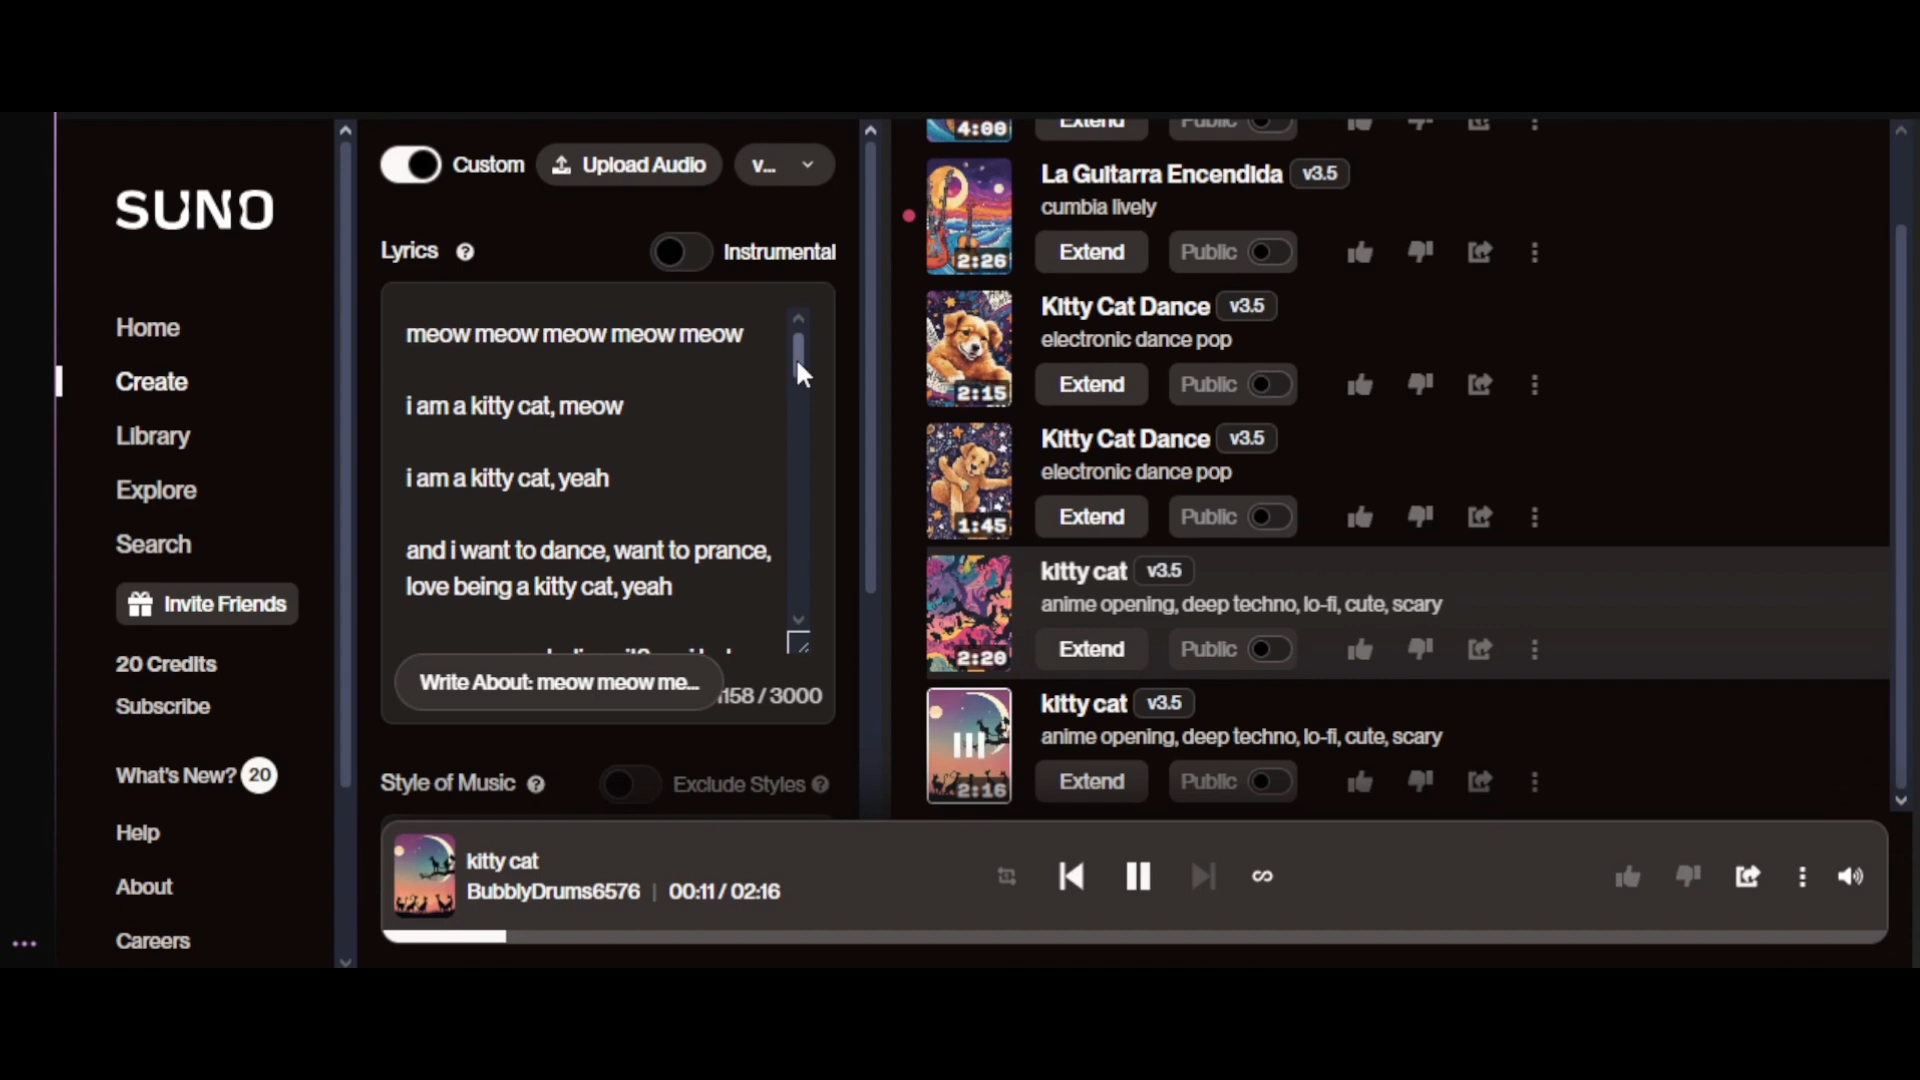 SUNO
Home
Create
Library
Explore
Search
Invite Friends
20 Credits
Subscribe
What's New? 20
Help
About
Careers
Custom
Upload Audio
v...
Lyrics
Instrumental
meow meow meow meow meow
i am a kitty cat, meow
i am a kitty cat, yeah
and i want to dance, want to prance,
love being a kitty cat, yeah
Write About: meow meow me...
158 / 3000
Style of Music
Exclude Styles
4:00
Extend
Public
La Guitarra Encendida v3.5
cumbia lively
2:26
Extend
Public
Kitty Cat Dance v3.5
electronic dance pop
2:15
Extend
Public
Kitty Cat Dance v3.5
electronic dance pop
1:45
Extend
Public
kitty cat v3.5
anime opening, deep techno, lo-fi, cute, scary
2:20
Extend
Public
kitty cat v3.5
anime opening, deep techno, lo-fi, cute, scary
2:16
Extend
Public
kitty cat
BubblyDrums6576 | 00:11 / 02:16